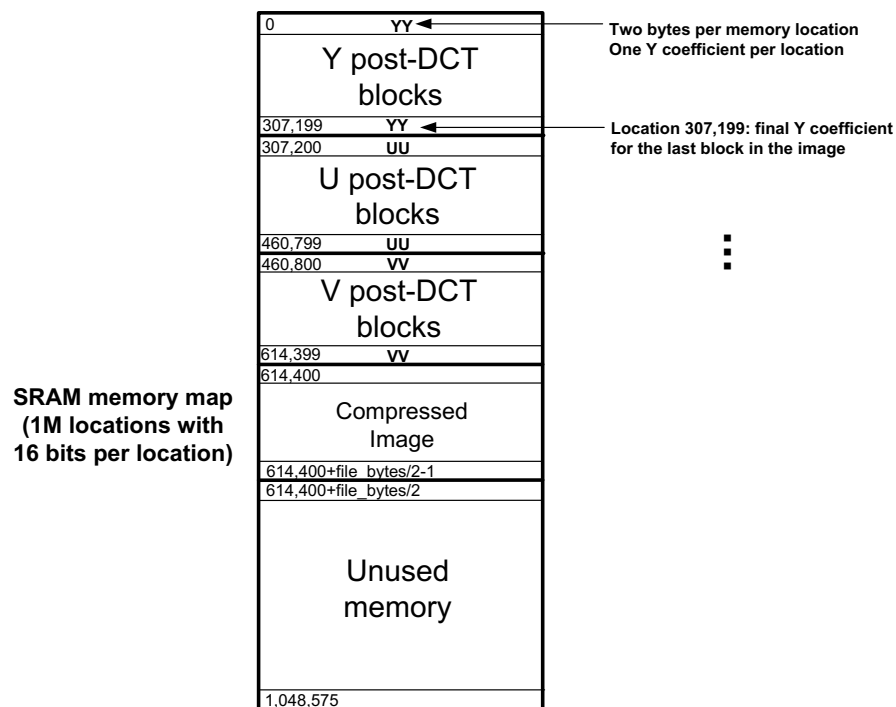 0 YY
Two bytes per memory location
One Y coefficient per location
Y post-DCT
blocks
307,199 YY
Location 307,199: final Y coefficient
for the last block in the image
307,200 UU
U post-DCT
blocks
460,799 UU
460,800 VV
V post-DCT
blocks
614,399 VV
614,400
SRAM memory map
(1M locations with
16 bits per location)
Compressed
Image
614,400+file_bytes/2-1
614,400+file_bytes/2
Unused
memory
1,048,575